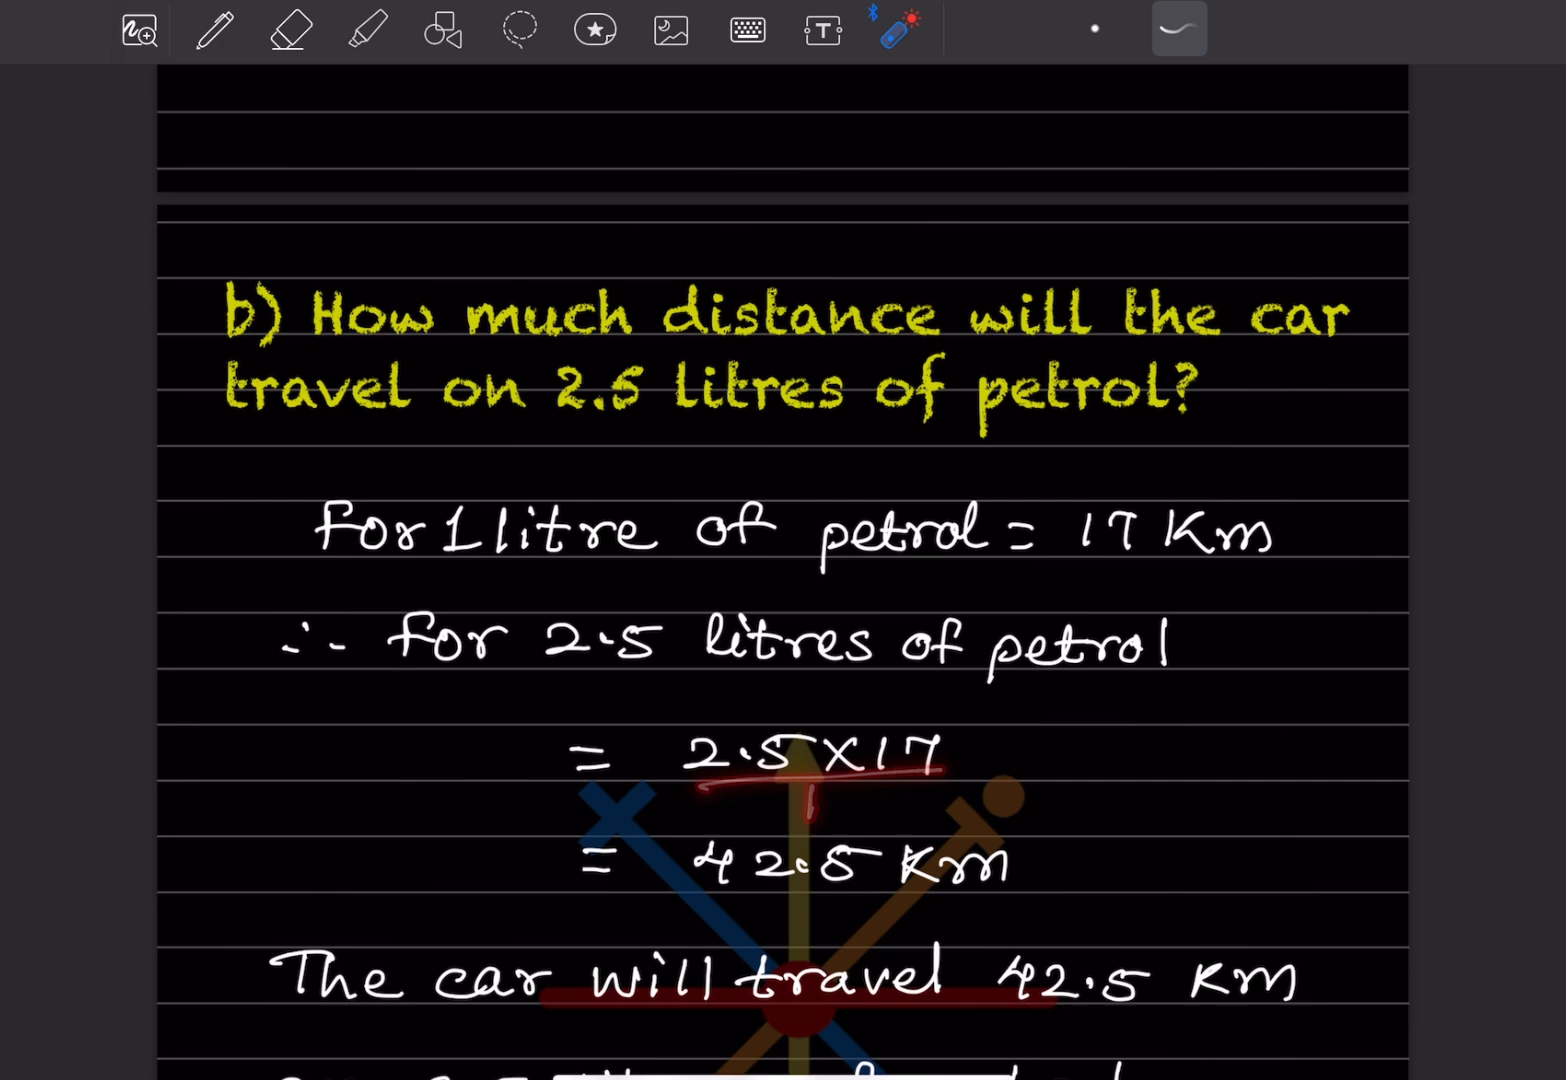 b) How much distance will the car
travel on 2.5 litres of petrol?
For 1 litre of petrol = 17 Km
∴ for 2.5 litres of petrol
= 2.5 X 17
1
= 42.5 Km
The car will travel 42.5 Km